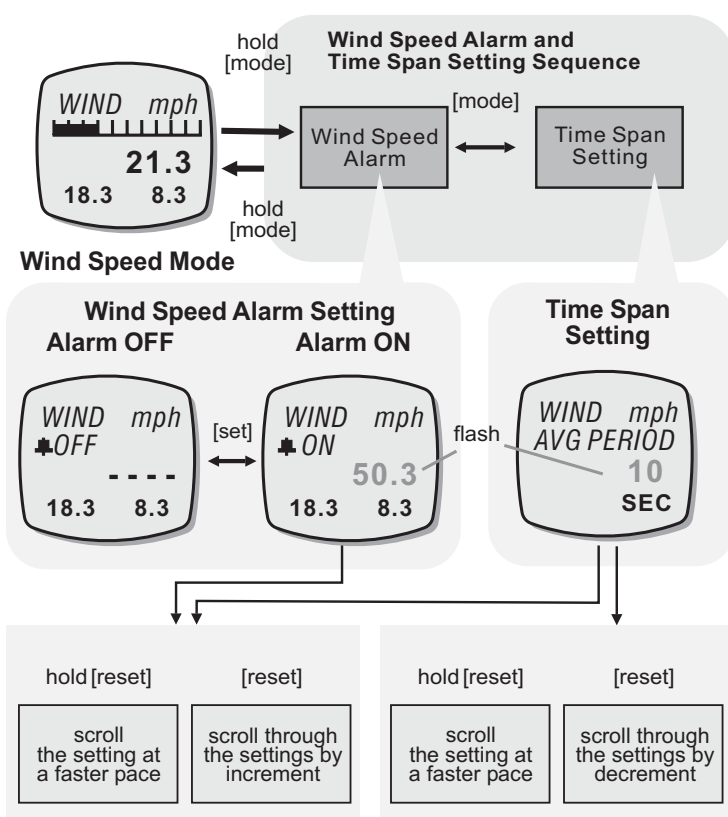 hold
[mode]
Wind Speed Alarm and
Time Span Setting Sequence
WIND mph
21.3
18.3 8.3
Wind Speed
Alarm
[mode]
Time Span
Setting
hold
[mode]
Wind Speed Mode
Wind Speed Alarm Setting
Alarm OFF
Alarm ON
Time Span
Setting
WIND mph
OFF
- - - -
18.3 8.3
[set]
WIND mph
ON
50.3
18.3 8.3
flash
WIND mph
AVG PERIOD
10
SEC
hold [reset]
[reset]
scroll
the setting at
a faster pace
scroll through
the settings by
increment
hold [reset]
[reset]
scroll
the setting at
a faster pace
scroll through
the settings by
decrement